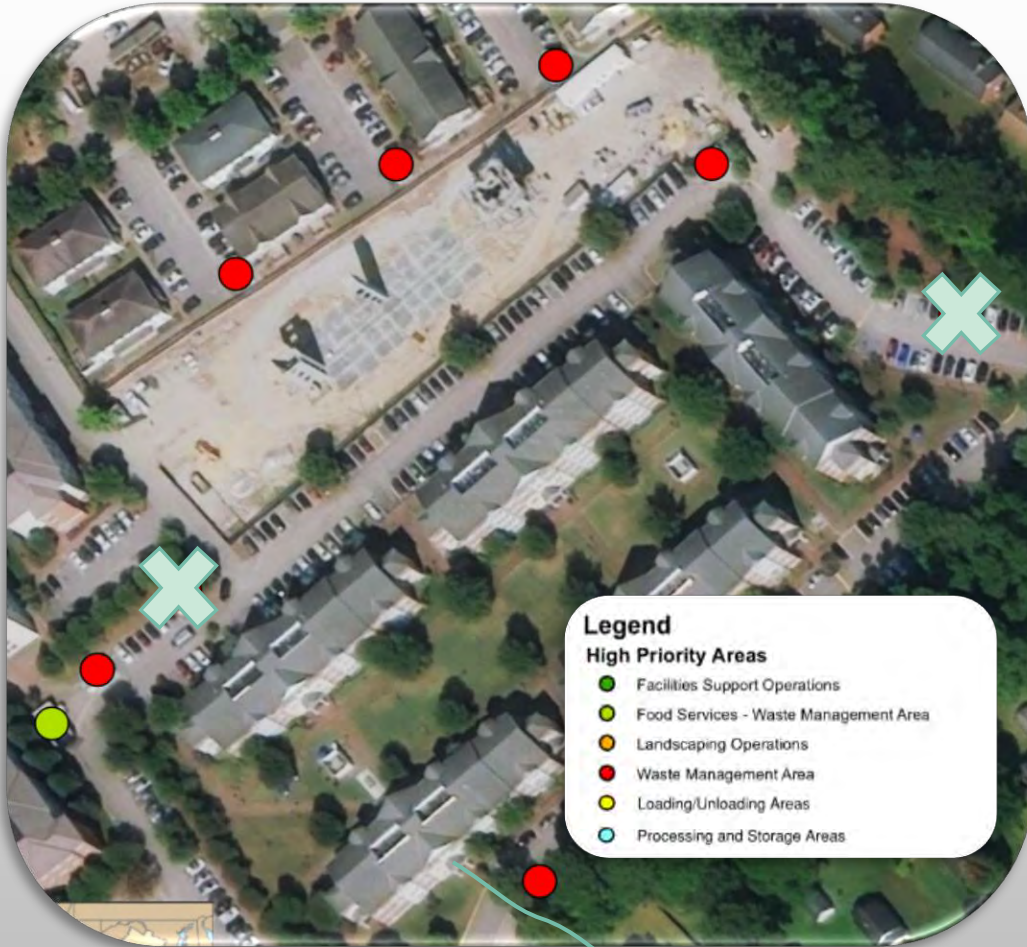 Legend
High Priority Areas
Facilities Support Operations
Food Services - Waste Management Area
Landscaping Operations
Waste Management Area
Loading/Unloading Areas
Processing and Storage Areas